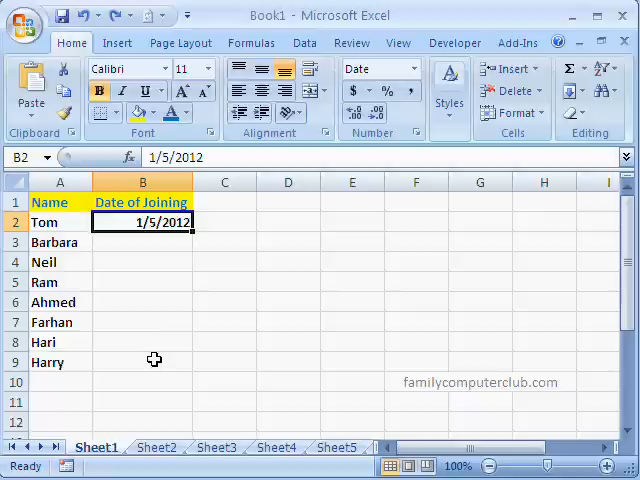 Book1 - Microsoft Excel
Home Insert Page Layout Formulas Data Review View Developer Add-Ins
Calibri 11 Date Insert Σ
Paste B I U $ % , Styles Delete
A Format
Clipboard Font Alignment Number Cells Editing
B2 fx 1/5/2012
A B C D E F G H I
1 Name Date of Joining
2 Tom 1/5/2012
3 Barbara
4 Neil
5 Ram
6 Ahmed
7 Farhan
8 Hari
9 Harry
10 familycomputerclub.com
11
12
Sheet1 Sheet2 Sheet3 Sheet4 Sheet5
Ready 100%